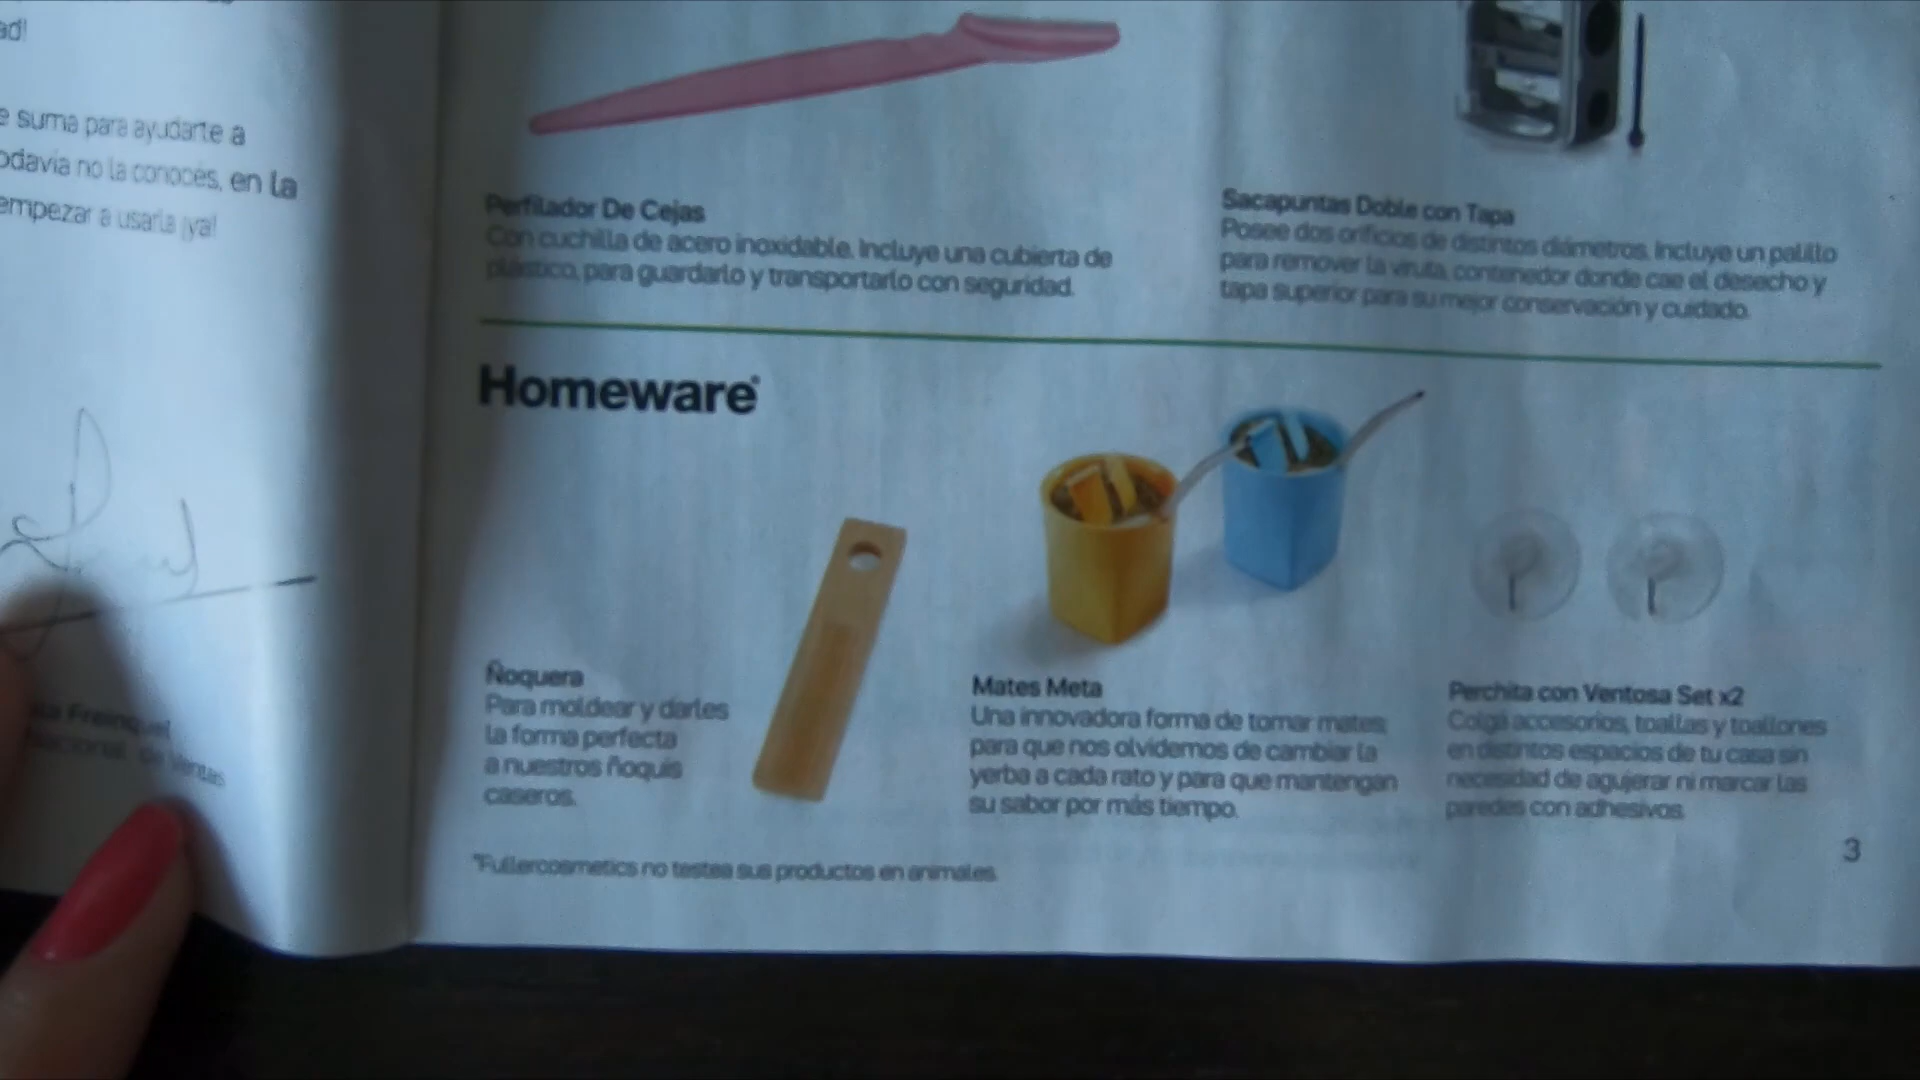 ad!
e suma para ayudarte a
odavía no la conocés, en la
empezar a usarla ¡ya!
Nacional de Ventas
Perfilador De Cejas
Con cuchilla de acero inoxidable. Incluye una cubierta de
plástico, para guardarlo y transportarlo con seguridad.
Sacapuntas Doble con Tapa
Posee dos orificios de distintos diámetros. Incluye un palillo
para remover la viruta, contenedor donde cae el desecho y
tapa superior para su mejor conservación y cuidado.
Homeware
Ñoquera
Para moldear y darles
la forma perfecta
a nuestros ñoquis
caseros.
Mates Meta
Una innovadora forma de tomar mates
para que nos olvidemos de cambiar la
yerba a cada rato y para que mantengan
su sabor por más tiempo.
Perchita con Ventosa Set x2
Colgá accesorios, toallas y toallones
en distintos espacios de tu casa sin
necesidad de agujerar ni marcar las
paredes con adhesivos.
*Fullercosmetics no testea sus productos en animales.
3